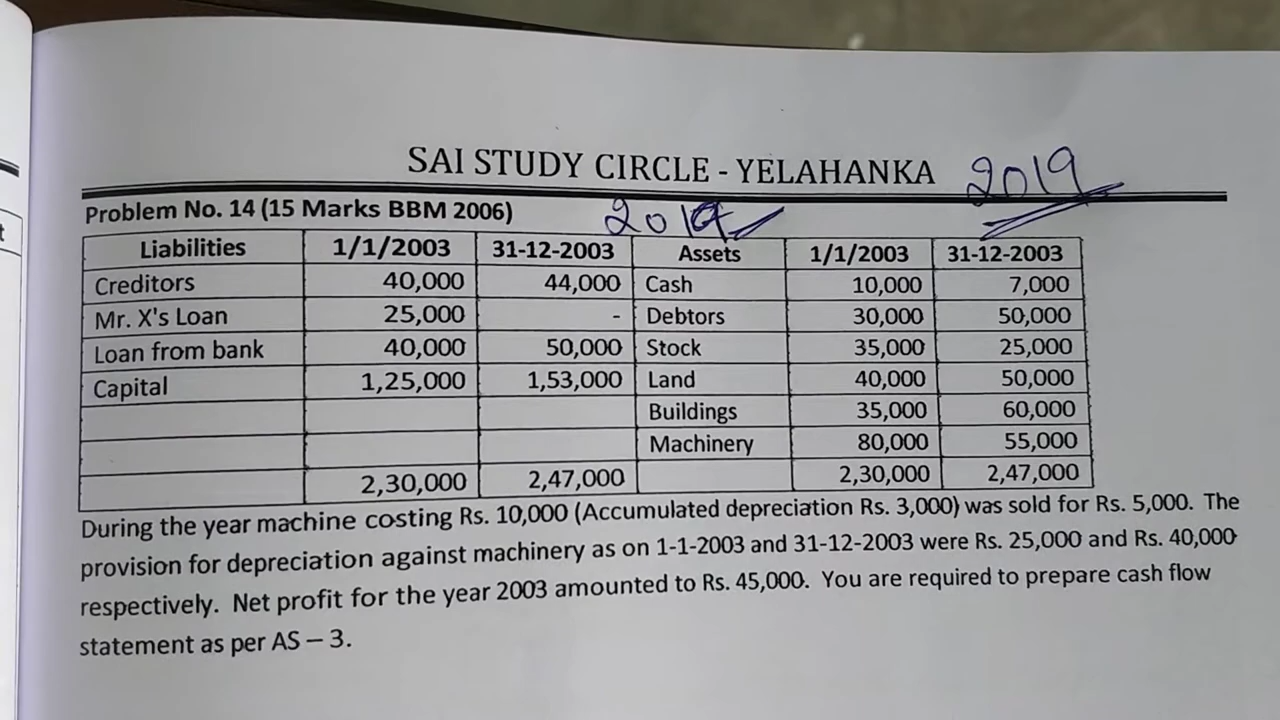 SAI STUDY CIRCLE - YELAHANKA 2019
Problem No. 14 (15 Marks BBM 2006) 2019
Liabilities 1/1/2003 31-12-2003 Assets 1/1/2003 31-12-2003
Creditors 40,000 44,000 Cash 10,000 7,000
Mr. X's Loan 25,000 - Debtors 30,000 50,000
Loan from bank 40,000 50,000 Stock 35,000 25,000
Capital 1,25,000 1,53,000 Land 40,000 50,000
Buildings 35,000 60,000
Machinery 80,000 55,000
2,30,000 2,47,000 2,30,000 2,47,000
During the year machine costing Rs. 10,000 (Accumulated depreciation Rs. 3,000) was sold for Rs. 5,000. The
provision for depreciation against machinery as on 1-1-2003 and 31-12-2003 were Rs. 25,000 and Rs. 40,000
respectively. Net profit for the year 2003 amounted to Rs. 45,000. You are required to prepare cash flow
statement as per AS – 3.
t